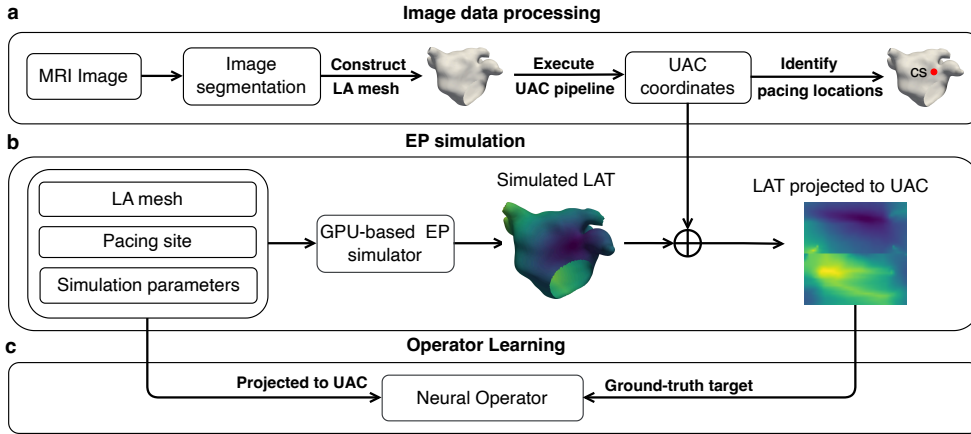 a
Image data processing
MRI Image
Image
segmentation
Construct
LA mesh
Execute
UAC pipeline
UAC
coordinates
Identify
pacing locations
CS
b
EP simulation
LA mesh
Pacing site
Simulation parameters
GPU-based EP
simulator
Simulated LAT
LAT projected to UAC
c
Operator Learning
Projected to UAC
Neural Operator
Ground-truth target